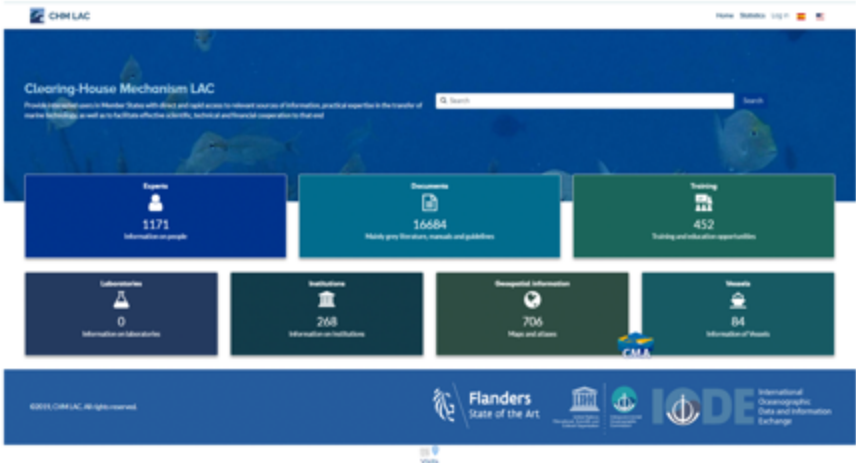 CHM LAC
Home Statistics Log in
Clearing-House Mechanism LAC
Provide interested users in Member States with direct and rapid access to relevant sources of information, practical expertise in the transfer of
marine technology, as well as to facilitate effective scientific, technical and financial cooperation to that end
Search
Search
Experts
1171
Information on people
Documents
16684
Mainly grey literature, manuals and guidelines
Training
452
Training and education opportunities
Laboratories
0
Information on laboratories
Institutions
268
Information on Institutions
Geospatial information
706
Maps and atlases
Vessels
84
Information of Vessels
CMA
©2019, CHM LAC. All rights reserved.
Flanders
State of the Art
IODE
International
Oceanographic
Data and Information
Exchange